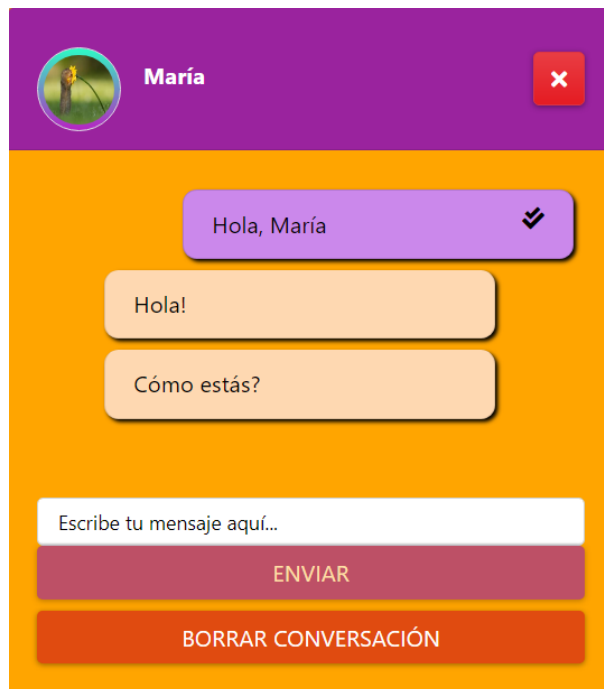 María
Hola, María
Hola!
Cómo estás?
Escribe tu mensaje aquí...
ENVIAR
BORRAR CONVERSACIÓN